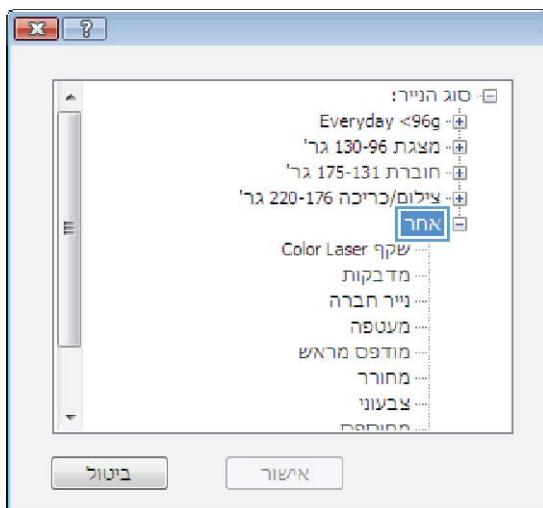 סוג הנייר:
Everyday <96g
מצגת 130-96 גר'
חוברת 175-131 גר'
צילום/כריכה 220-176 גר'
אחר
שקף Color Laser
מדבקות
נייר חברה
מעטפה
מודפס מראש
מחורר
צבעוני
מחוספס
אישור ביטול